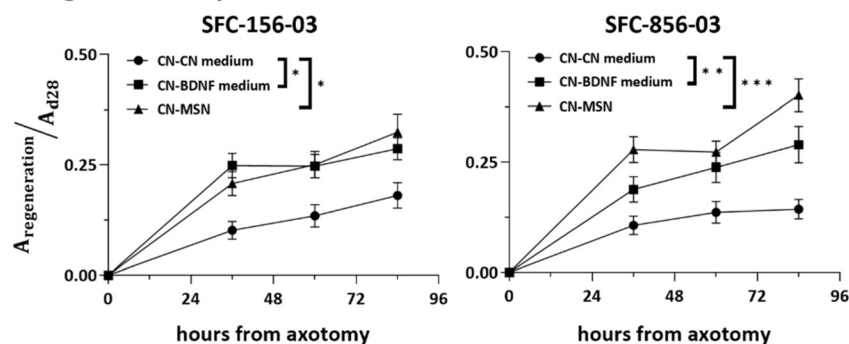 SFC-156-03
CN-CN medium
CN-BDNF medium
CN-MSN
*
*
0.50
0.25
0.00
0 24 48 72 96
A_regeneration/A_d28
hours from axotomy
SFC-856-03
CN-CN medium
CN-BDNF medium
CN-MSN
* *
* * *
0.50
0.25
0.00
0 24 48 72 96
hours from axotomy